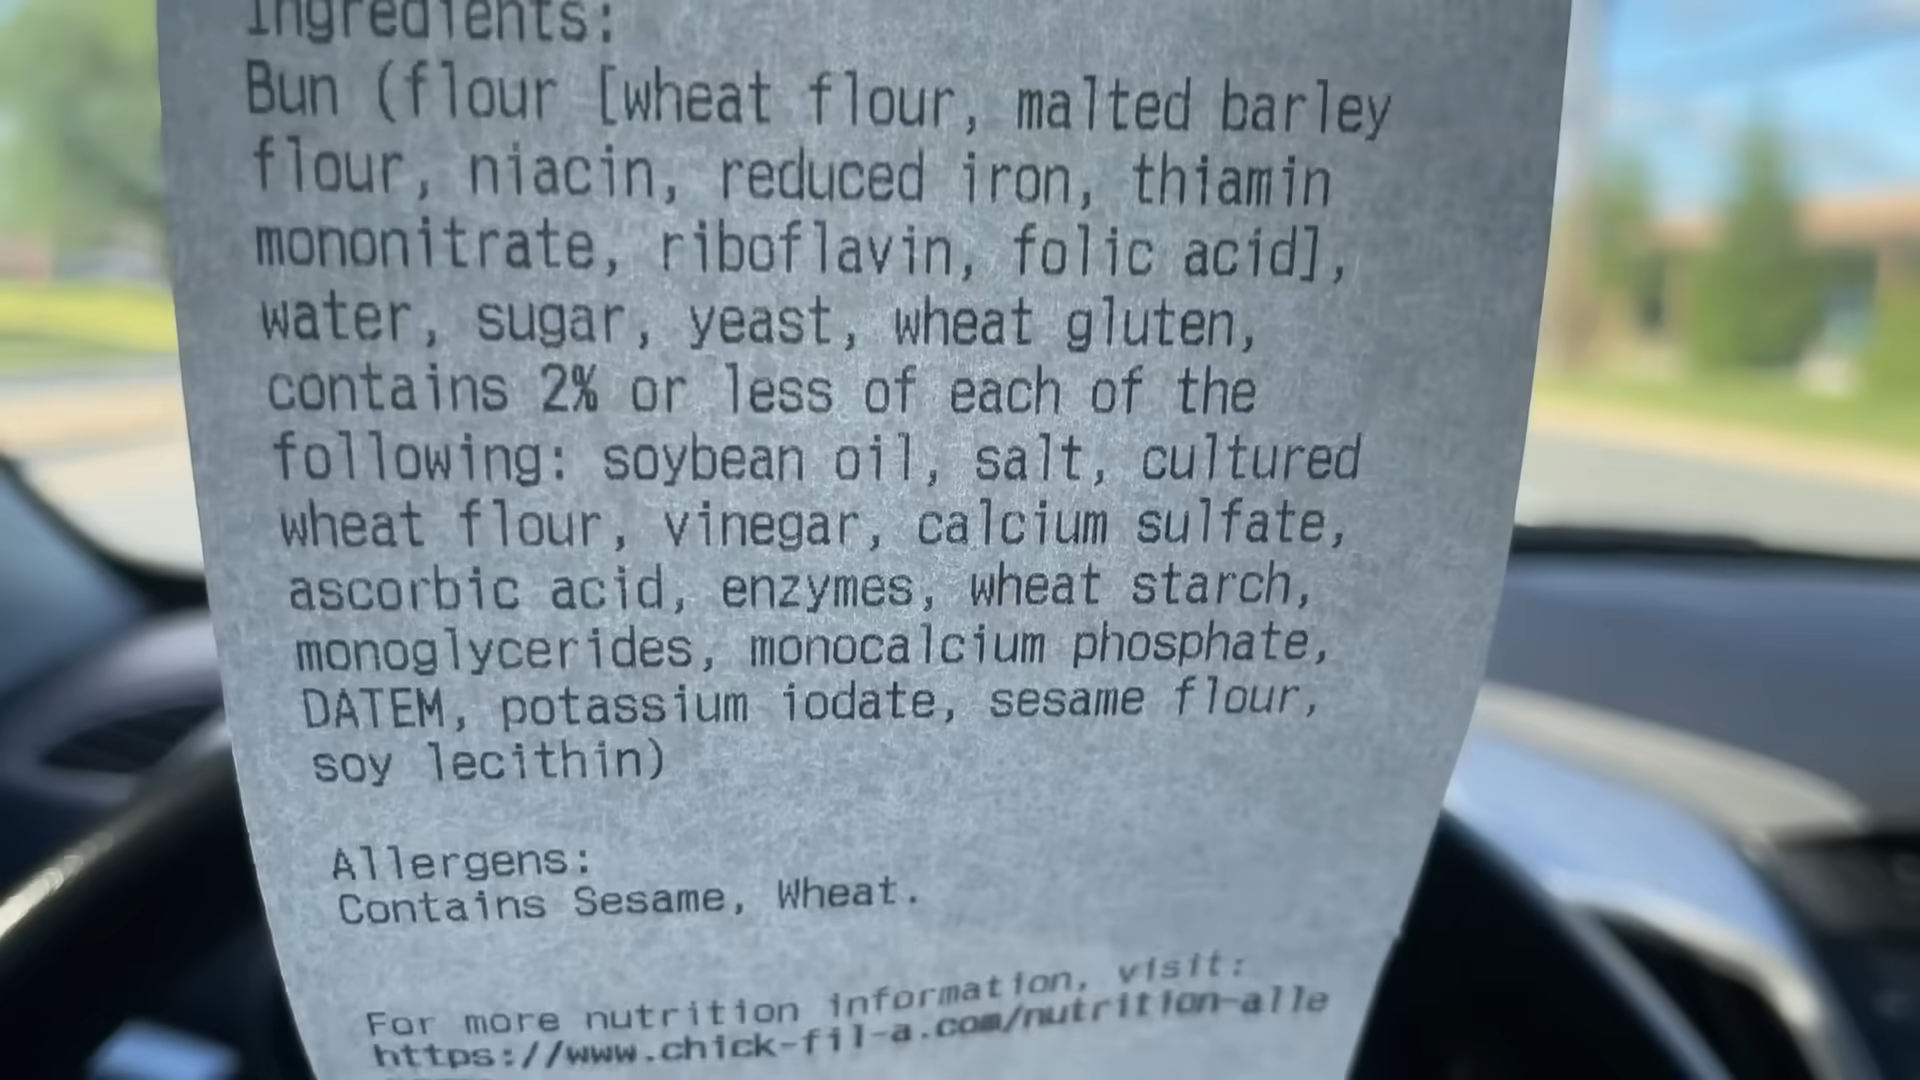 Ingredients:
Bun (flour [wheat flour, malted barley
flour, niacin, reduced iron, thiamin
mononitrate, riboflavin, folic acid],
water, sugar, yeast, wheat gluten,
contains 2% or less of each of the
following: soybean oil, salt, cultured
wheat flour, vinegar, calcium sulfate,
ascorbic acid, enzymes, wheat starch,
monoglycerides, monocalcium phosphate,
DATEM, potassium iodate, sesame flour,
soy lecithin)
Allergens:
Contains Sesame, Wheat.
For more nutrition information, visit:
https://www.chick-fil-a.com/nutrition-alle